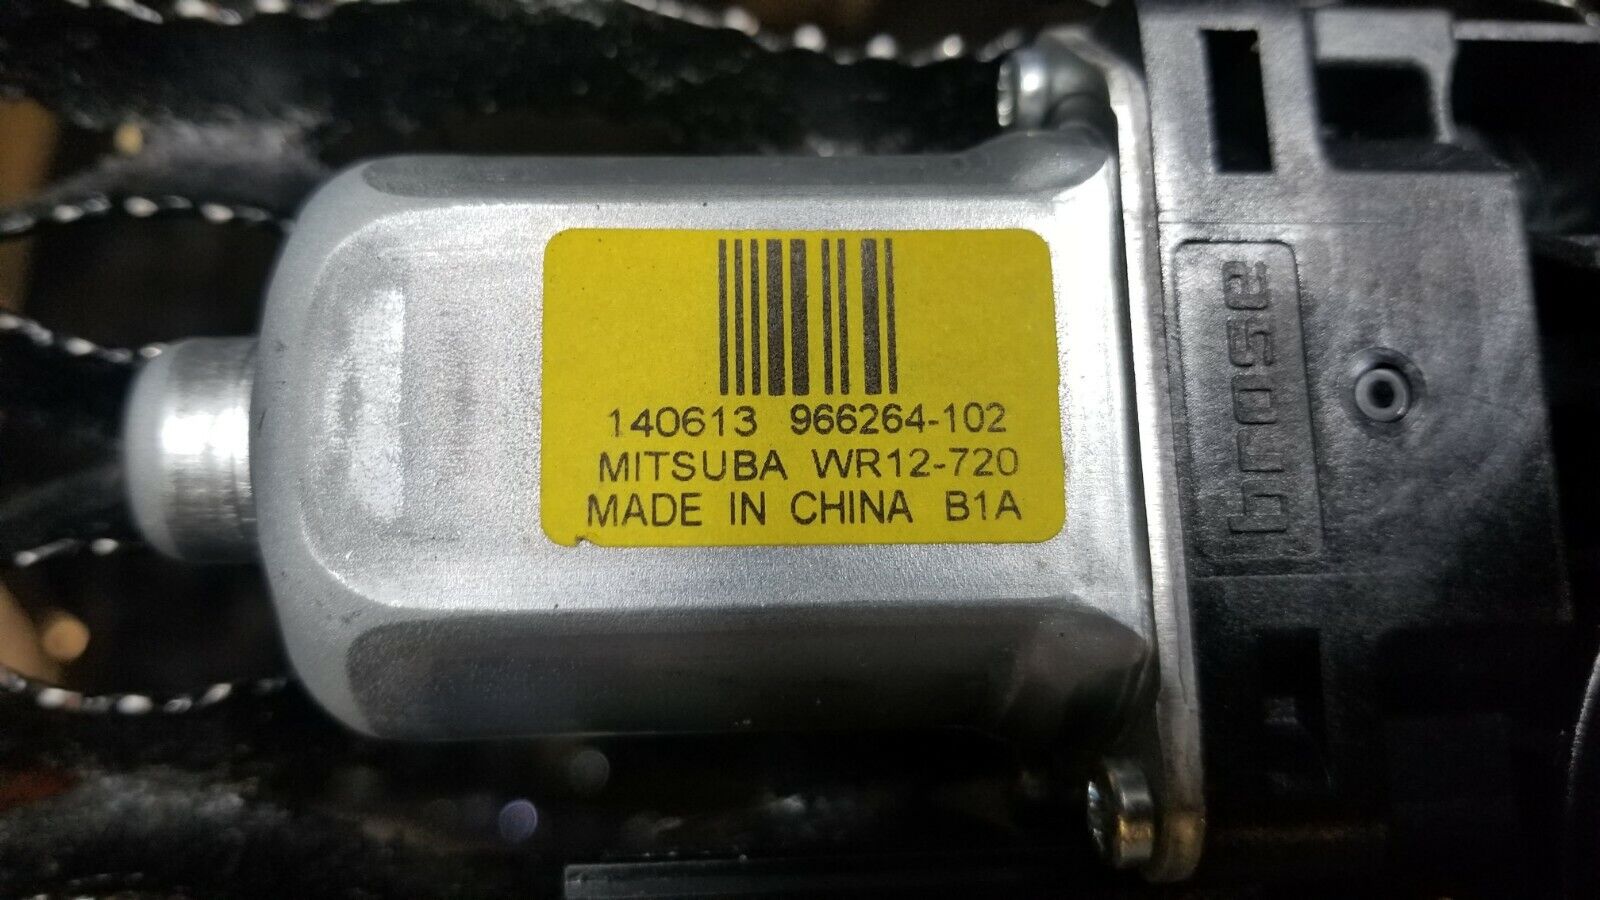 140613 966264-102
MITSUBA WR12-720
MADE IN CHINA B1A
brose